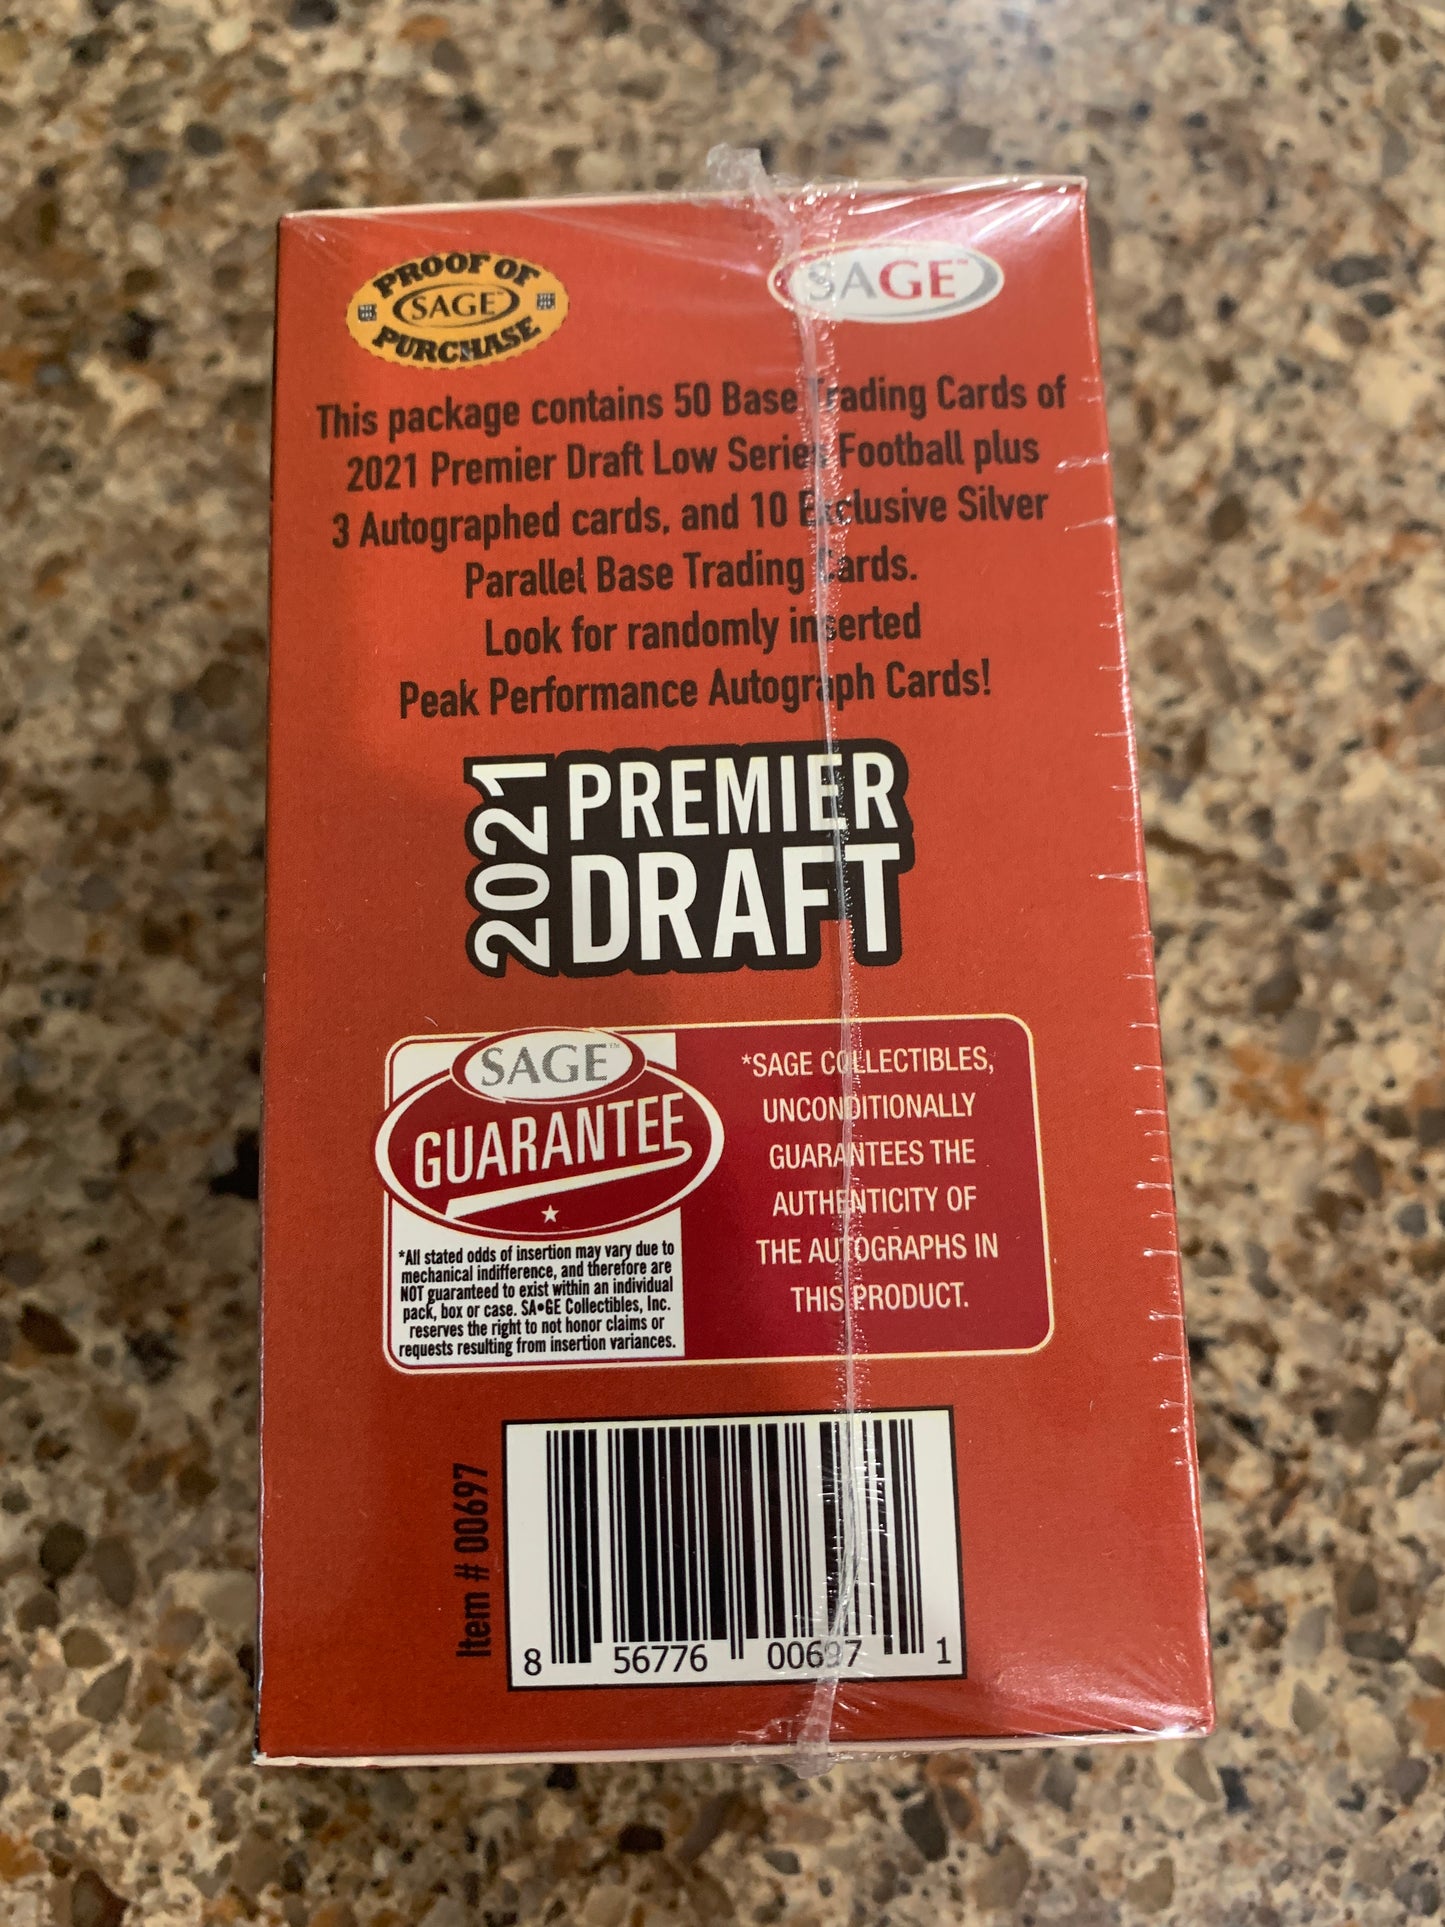 PROOF OF
SAGE™
PURCHASE
SAGE™
This package contains 50 Base Trading Cards of
2021 Premier Draft Low Series Football plus
3 Autographed cards, and 10 Exclusive Silver
Parallel Base Trading Cards.
Look for randomly inserted
Peak Performance Autograph Cards!
2021
PREMIER
DRAFT
SAGE™
GUARANTEE
*All stated odds of insertion may vary due to
mechanical indifference, and therefore are
NOT guaranteed to exist within an individual
pack, box or case. SA•GE Collectibles, Inc.
reserves the right to not honor claims or
requests resulting from insertion variances.
*SAGE COLLECTIBLES,
UNCONDITIONALLY
GUARANTEES THE
AUTHENTICITY OF
THE AUTOGRAPHS IN
THIS PRODUCT.
Item # 00697
8 56776 00697 1